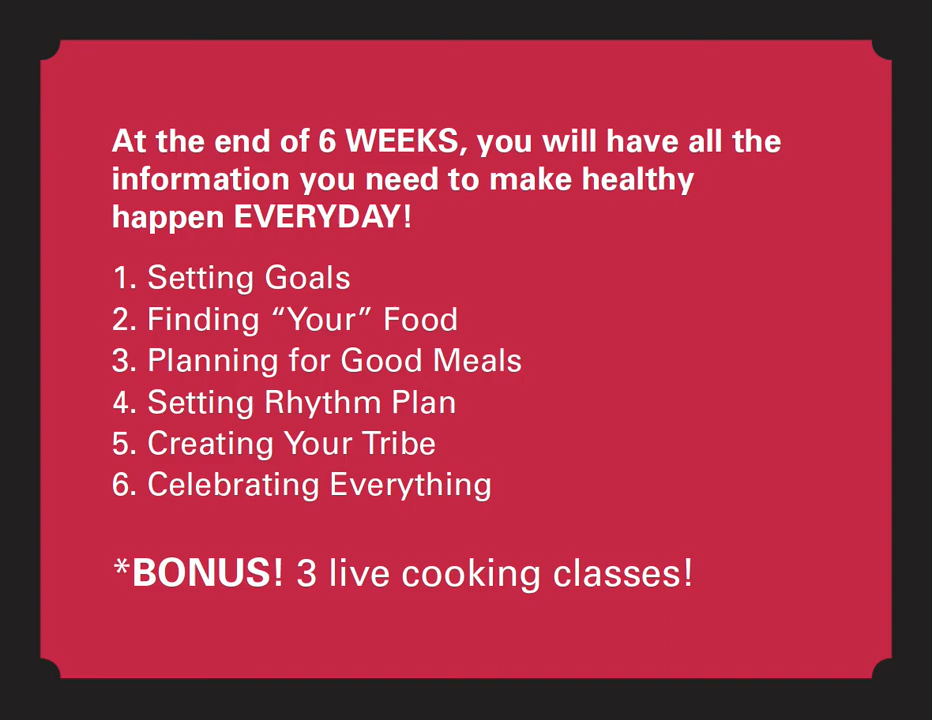 At the end of 6 WEEKS, you will have all the
information you need to make healthy
happen EVERYDAY!
1. Setting Goals
2. Finding “Your” Food
3. Planning for Good Meals
4. Setting Rhythm Plan
5. Creating Your Tribe
6. Celebrating Everything
*BONUS! 3 live cooking classes!